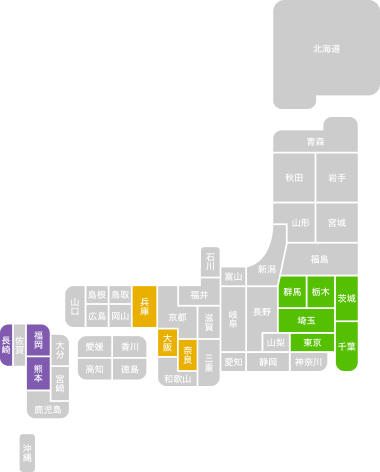 北海道
青森
秋田
岩手
山形
宮城
福島
新潟
石川
富山
福井
群馬
栃木
茨城
埼玉
東京
千葉
神奈川
山梨
長野
岐阜
静岡
愛知
滋賀
三重
京都
大阪
奈良
和歌山
兵庫
鳥取
島根
岡山
広島
山口
香川
愛媛
徳島
高知
福岡
佐賀
長崎
大分
熊本
宮崎
鹿児島
沖縄